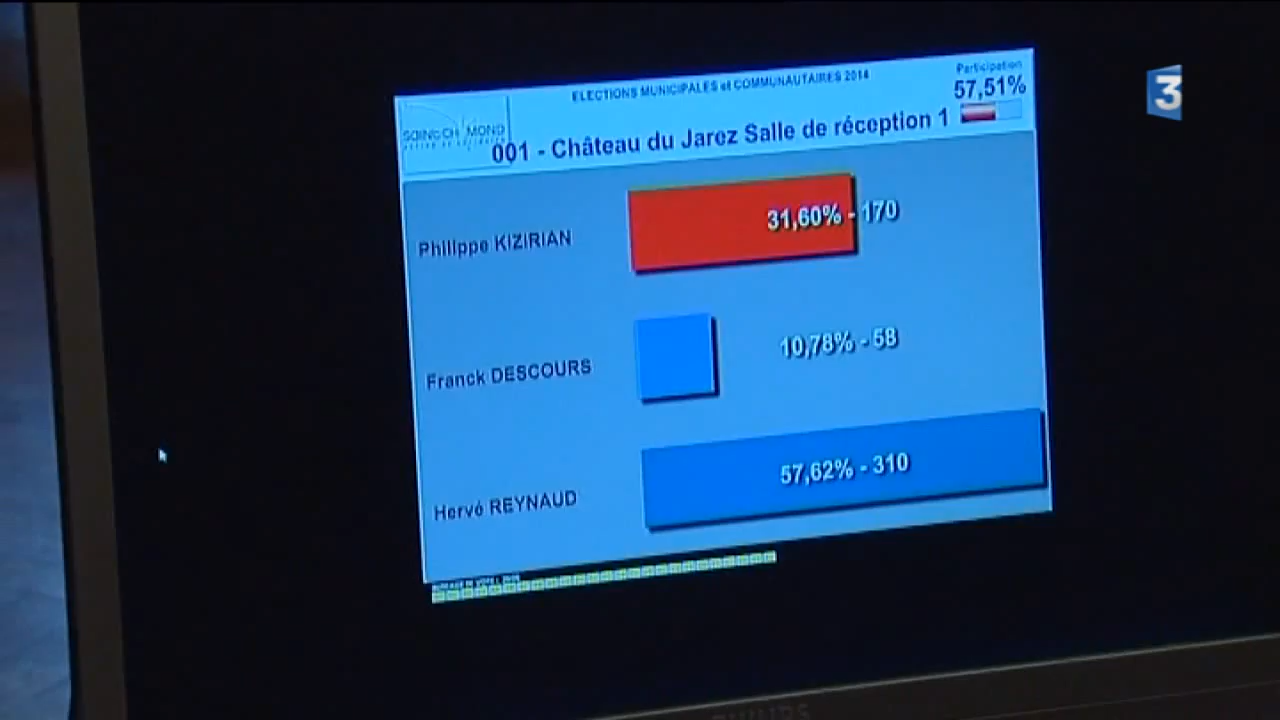 3
ELECTIONS MUNICIPALES et COMMUNAUTAIRES 2014
Participation
57,51%
001 - Château du Jarez Salle de réception 1
Philippe KIZIRIAN
31,60% - 170
Franck DESCOURS
10,78% - 58
Hervé REYNAUD
57,62% - 310
PHILIPS